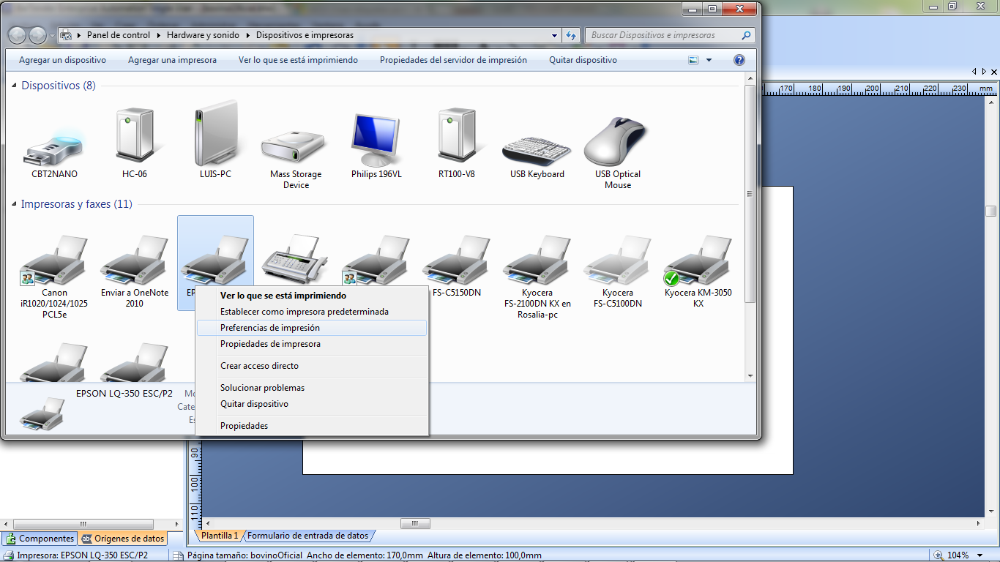 Panel de control
Hardware y sonido
Dispositivos e impresoras
Buscar Dispositivos e impresoras
Agregar un dispositivo
Agregar una impresora
Ver lo que se está imprimiendo
Propiedades del servidor de impresión
Quitar dispositivo
Dispositivos (8)
CBT2NANO
HC-06
LUIS-PC
Mass Storage
Device
Philips 196VL
RT100-V8
USB Keyboard
USB Optical
Mouse
170 180 190 200 210 220 230 mm
Impresoras y faxes (11)
Canon
iR1020/1024/1025
PCL5e
Enviar a OneNote
2010
EP
FS-C5150DN
Kyocera
FS-2100DN KX en
Rosalia-pc
Kyocera
FS-C5100DN
Kyocera KM-3050
KX
Ver lo que se está imprimiendo
Establecer como impresora predeterminada
Preferencias de impresión
Propiedades de impresora
Crear acceso directo
Solucionar problemas
Quitar dispositivo
Propiedades
EPSON LQ-350 ESC/P2
Mo
Cate
Es
90
100
110
Componentes
ab
Orígenes de datos
Plantilla 1
Formulario de entrada de datos
Impresora: EPSON LQ-350 ESC/P2
Página tamaño: bovinoOficial
Ancho de elemento: 170,0mm
Altura de elemento: 100,0mm
104%